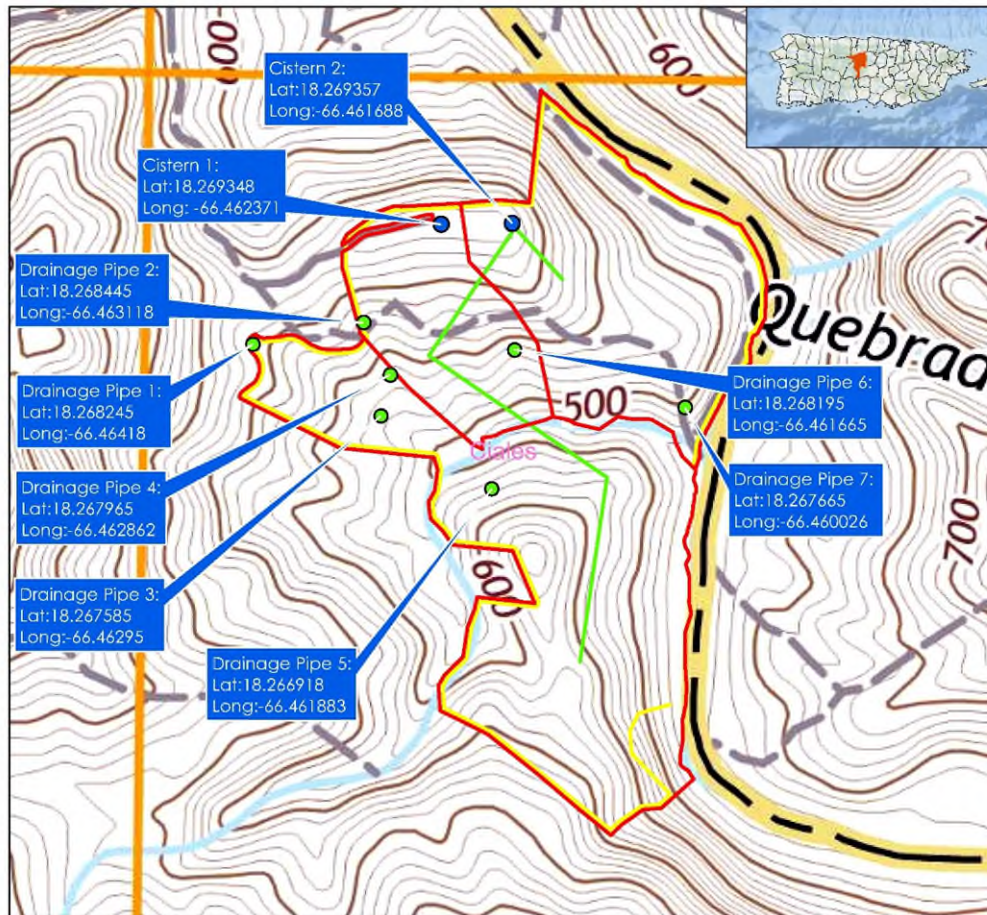 600
600
Cistern 2:
Lat:18.269357
Long:-66.461688
Cistern 1:
Lat:18.269348
Long: -66.462371
Drainage Pipe 2:
Lat:18.268445
Long:-66.463118
Quebrad
Drainage Pipe 1:
Lat:18.268245
Long:-66.46418
Drainage Pipe 6:
Lat:18.268195
Long:-66.461665
500
Ciales
Drainage Pipe 4:
Lat:18.267965
Long:-66.462862
Drainage Pipe 7:
Lat:18.267665
Long:-66.460026
700
600
Drainage Pipe 3:
Lat:18.267585
Long:-66.46295
Drainage Pipe 5:
Lat:18.266918
Long:-66.461883